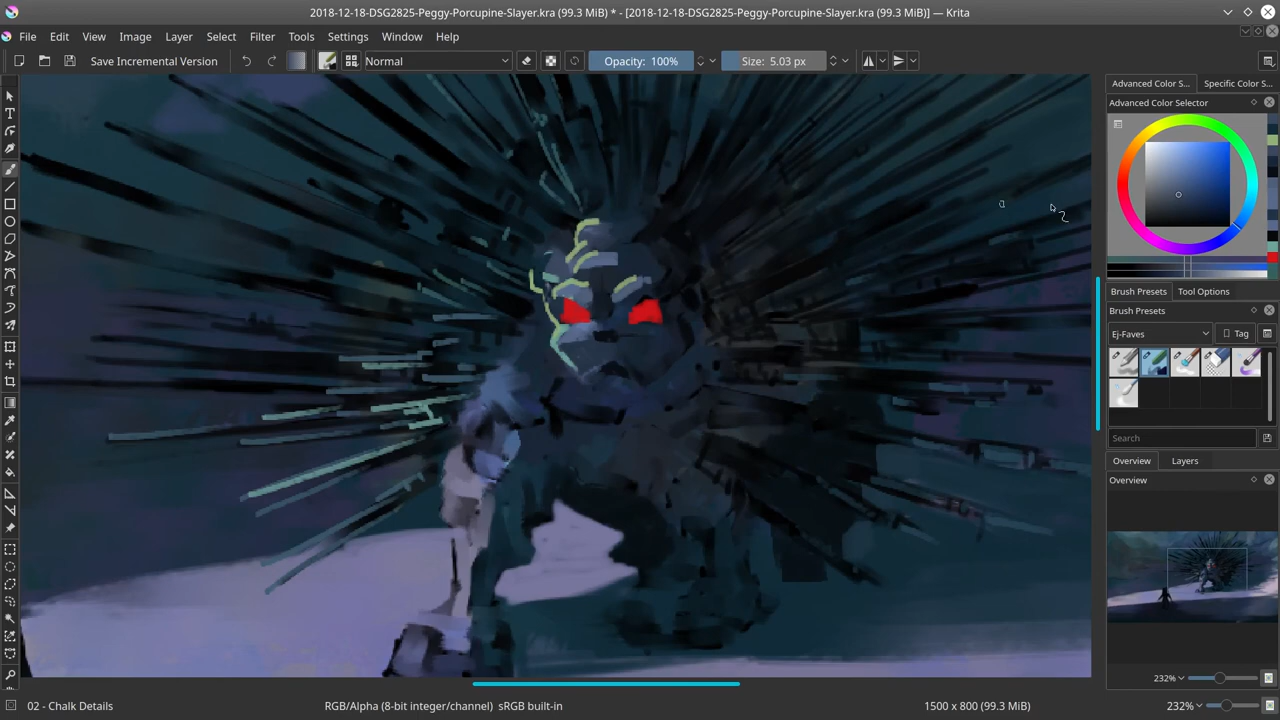 2018-12-18-DSG2825-Peggy-Porcupine-Slayer.kra (99.3 MiB) * - [2018-12-18-DSG2825-Peggy-Porcupine-Slayer.kra (99.3 MiB)] — Krita
File Edit View Image Layer Select Filter Tools Settings Window Help
Save Incremental Version Normal Opacity: 100% Size: 5.03 px
Advanced Color S... Specific Color S...
Advanced Color Selector
Brush Presets Tool Options
Brush Presets
Ej-Faves Tag
Search
Overview Layers
Overview
232%
02 - Chalk Details RGB/Alpha (8-bit integer/channel) sRGB built-in 1500 x 800 (99.3 MiB) 232%